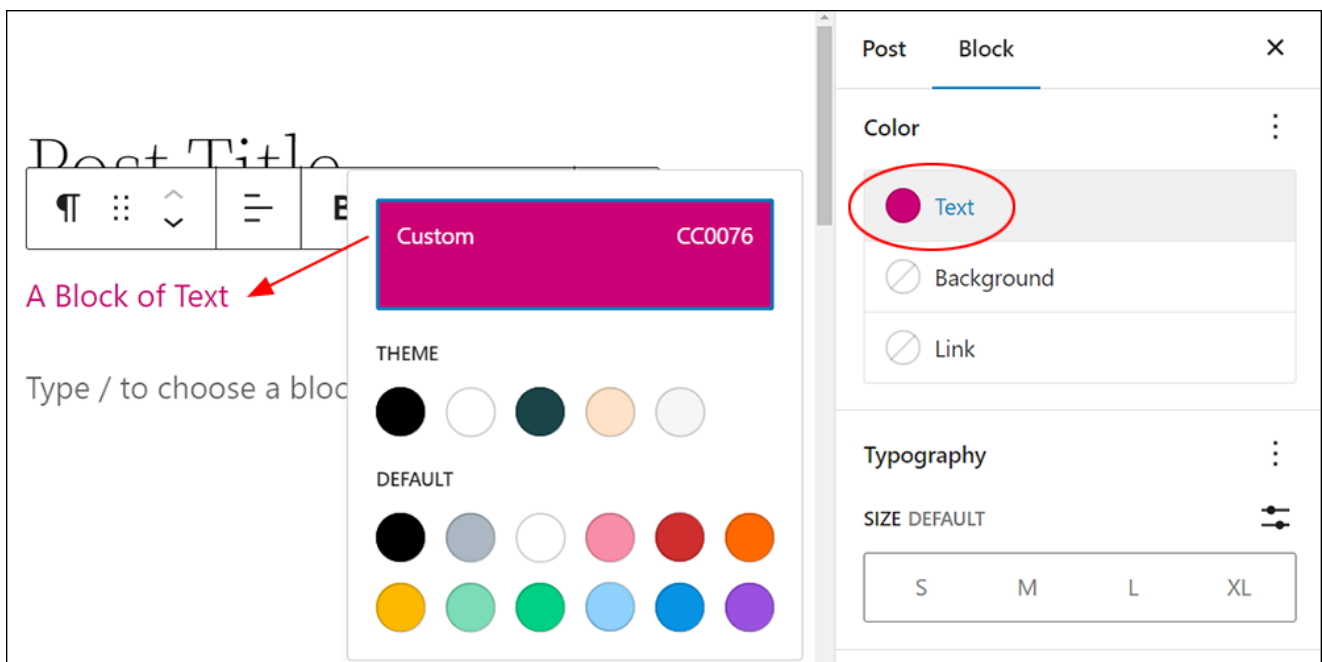 Post Title
B
A Block of Text
Type / to choose a bloc
Custom CC0076
THEME
DEFAULT
Post Block
Color
Text
Background
Link
Typography
SIZE DEFAULT
S M L XL